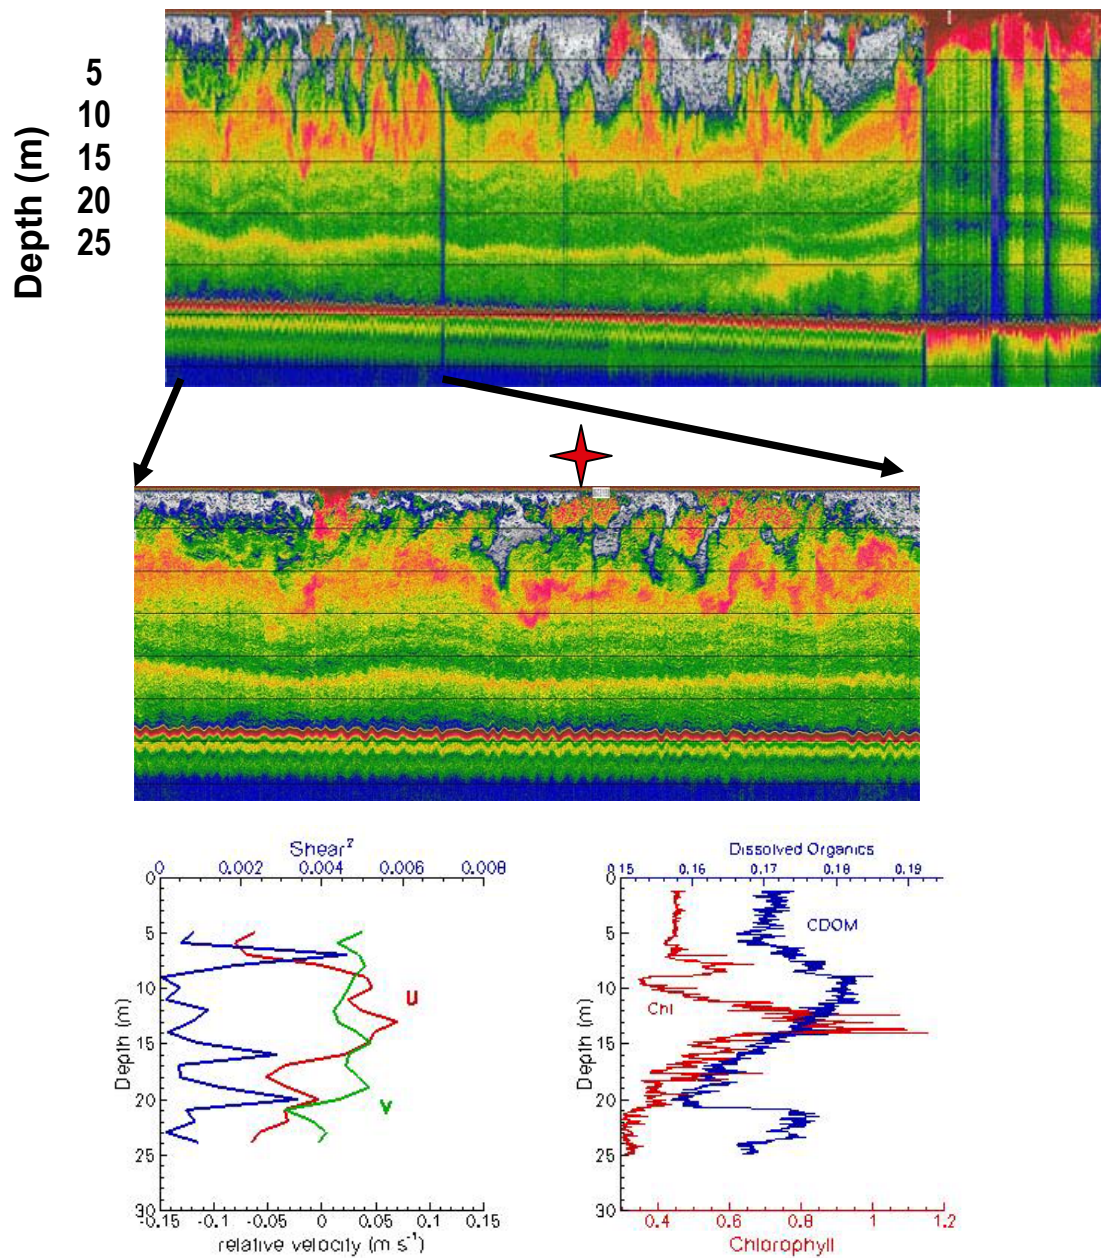 Depth (m)
5
10
15
20
25
Shear²
0 0.002 0.004 0.006 0.008
0
5
10
15
20
25
30
Depth (m)
u
v
-0.15 -0.1 -0.05 0 0.05 0.1 0.15
relative velocity (m s⁻¹)
Dissolved Organics
0.15 0.16 0.17 0.18 0.19
0
5
10
15
20
25
30
Depth (m)
CDOM
Chl
0.4 0.6 0.8 1 1.2
Chlorophyll